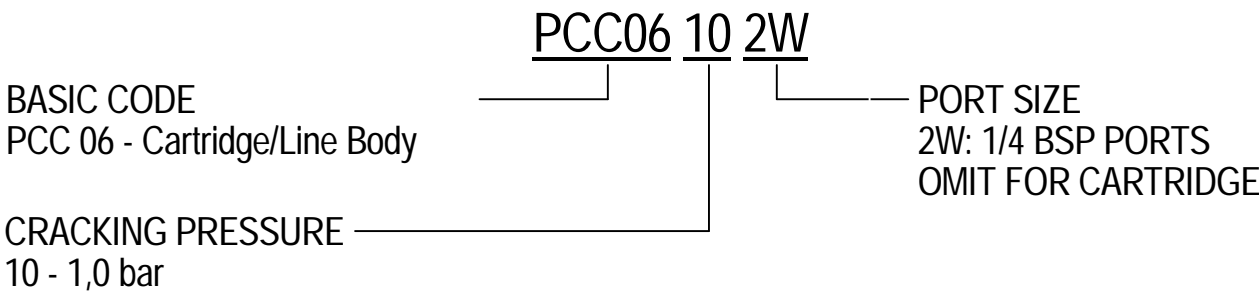 PCC06 10 2W
BASIC CODE
PCC 06 - Cartridge/Line Body
PORT SIZE
2W: 1/4 BSP PORTS
OMIT FOR CARTRIDGE
CRACKING PRESSURE
10 - 1,0 bar